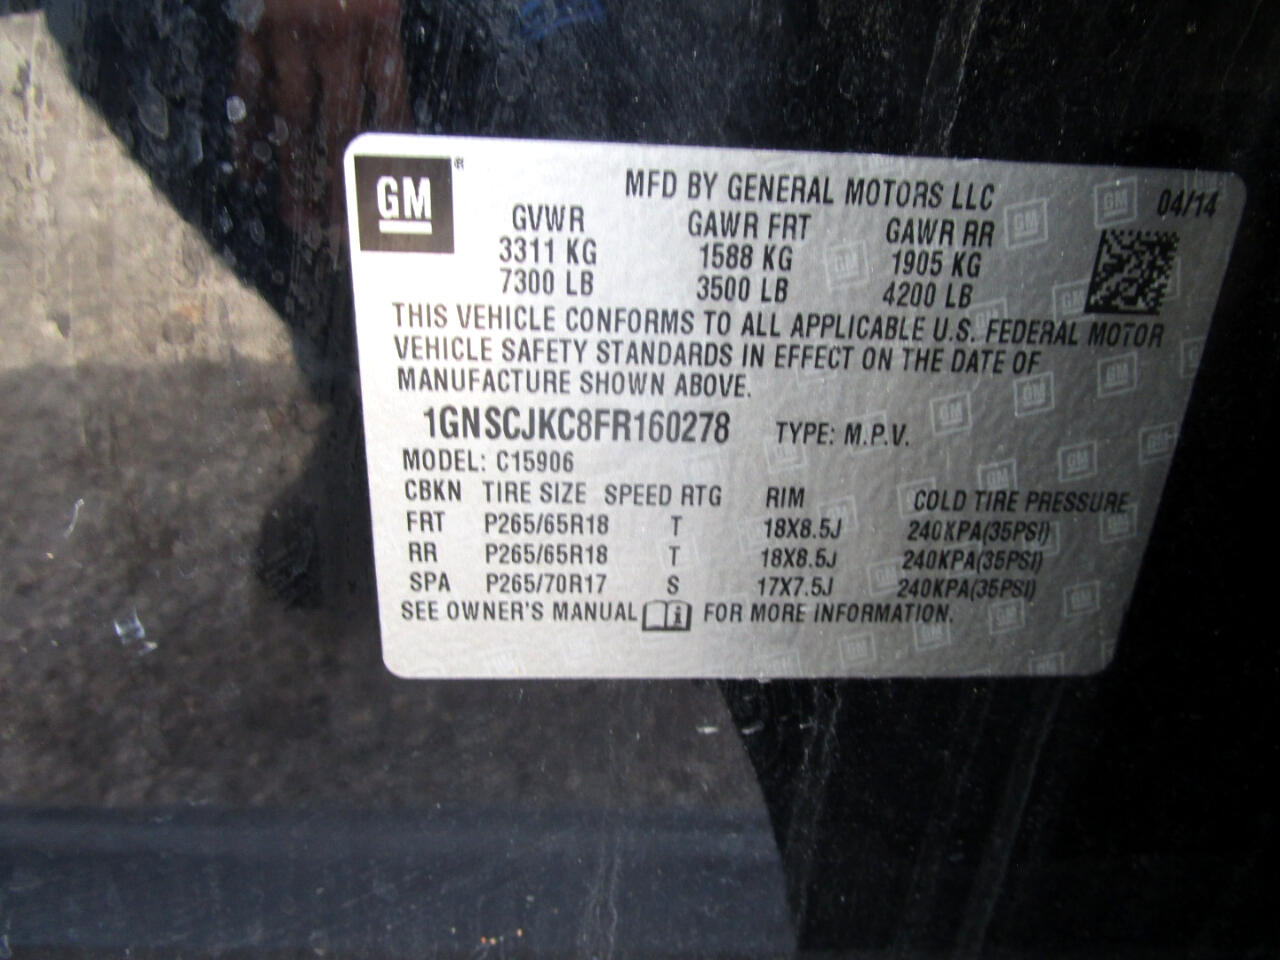 GM®
MFD BY GENERAL MOTORS LLC 04/14
GVWR GAWR FRT GAWR RR
3311 KG 1588 KG 1905 KG
7300 LB 3500 LB 4200 LB
THIS VEHICLE CONFORMS TO ALL APPLICABLE U.S. FEDERAL MOTOR
VEHICLE SAFETY STANDARDS IN EFFECT ON THE DATE OF
MANUFACTURE SHOWN ABOVE.
1GNSCJKC8FR160278 TYPE: M.P.V.
MODEL: C15906
CBKN TIRE SIZE SPEED RTG RIM COLD TIRE PRESSURE
FRT P265/65R18 T 18X8.5J 240KPA(35PSI)
RR P265/65R18 T 18X8.5J 240KPA(35PSI)
SPA P265/70R17 S 17X7.5J 240KPA(35PSI)
SEE OWNER'S MANUAL i FOR MORE INFORMATION.